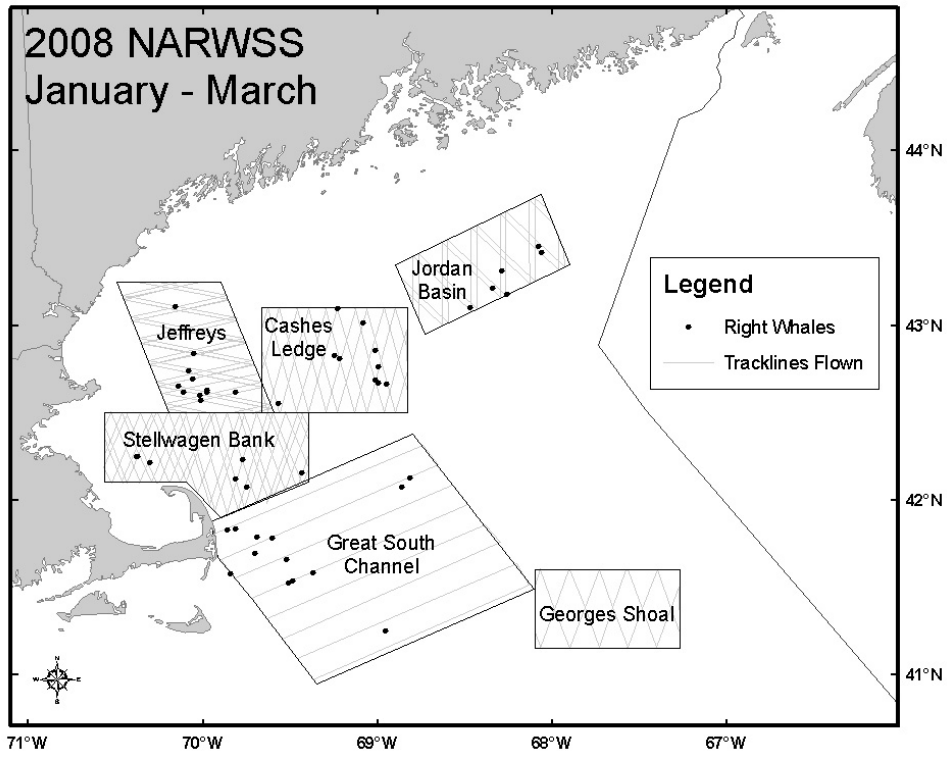 2008 NARWSS
January - March
44°N
Jordan
Basin
Legend
Right Whales
Tracklines Flown
43°N
Jeffreys
Cashes
Ledge
Stellwagen Bank
42°N
Great South
Channel
Georges Shoal
N
W
E
S
41°N
71°W
70°W
69°W
68°W
67°W